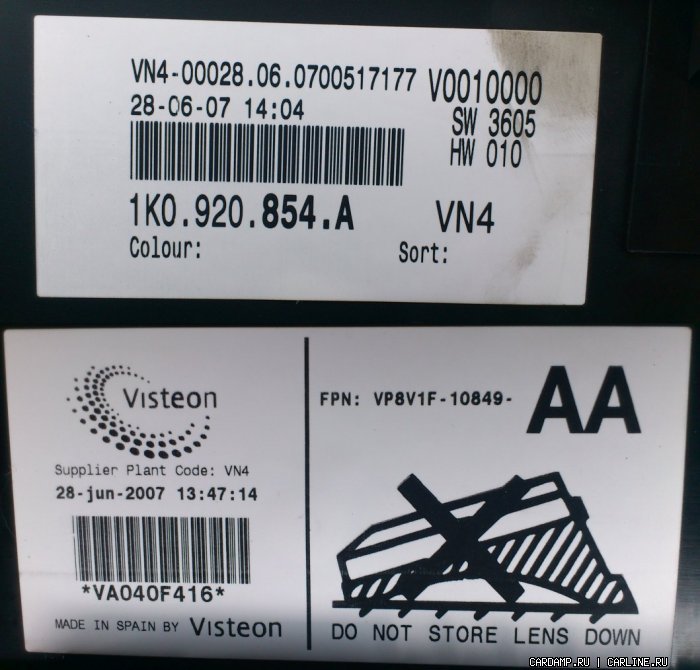 VN4-00028.06.0700517177 V0010000
28-06-07 14:04 SW 3605
HW 010
1K0.920.854.A VN4
Colour: Sort:
Visteon
Supplier Plant Code: VN4
28-jun-2007 13:47:14
*VA040F416*
MADE IN SPAIN BY Visteon
FPN: VP8V1F-10849- AA
DO NOT STORE LENS DOWN
CARDAMP.RU | CARLINE.RU